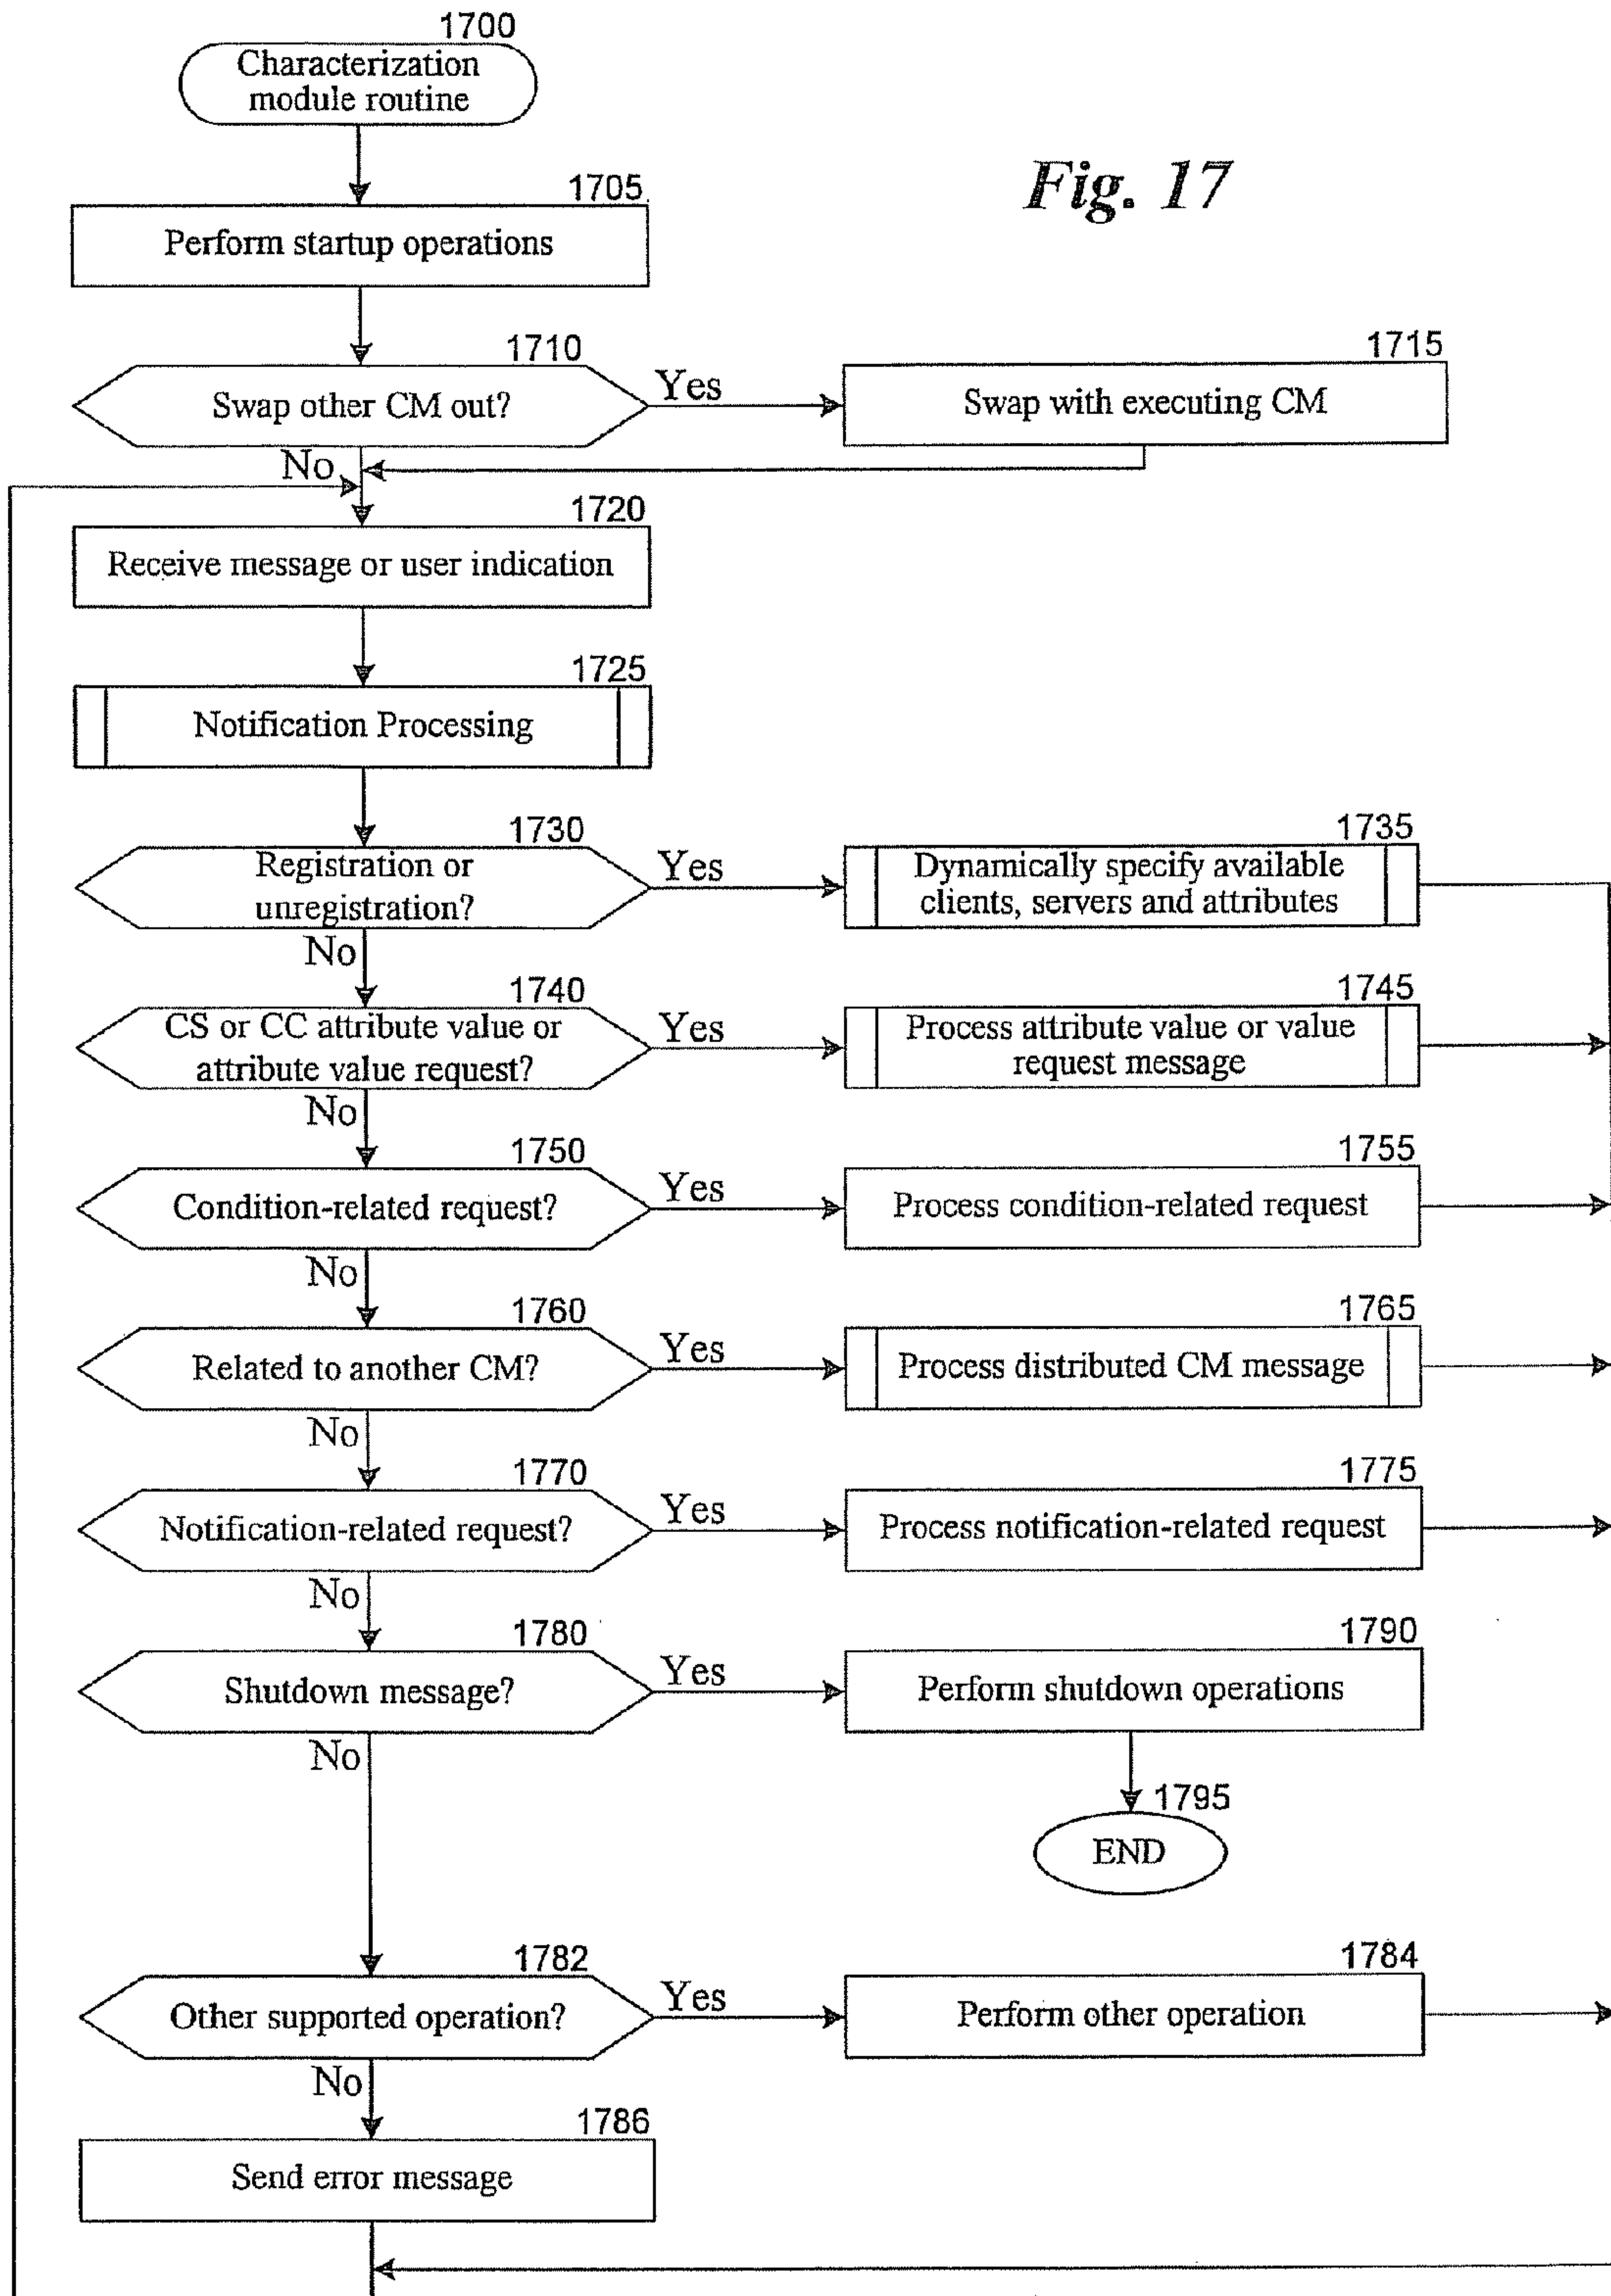 1700
Characterization
module routine
Fig. 17
1705
Perform startup operations
1710
Swap other CM out?
Yes
1715
Swap with executing CM
No
1720
Receive message or user indication
1725
Notification Processing
1730
Registration or
unregistration?
Yes
1735
Dynamically specify available
clients, servers and attributes
No
1740
CS or CC attribute value or
attribute value request?
Yes
1745
Process attribute value or value
request message
No
1750
Condition-related request?
Yes
1755
Process condition-related request
No
1760
Related to another CM?
Yes
1765
Process distributed CM message
No
1770
Notification-related request?
Yes
1775
Process notification-related request
No
1780
Shutdown message?
Yes
1790
Perform shutdown operations
No
1795
END
1782
Other supported operation?
Yes
1784
Perform other operation
No
1786
Send error message